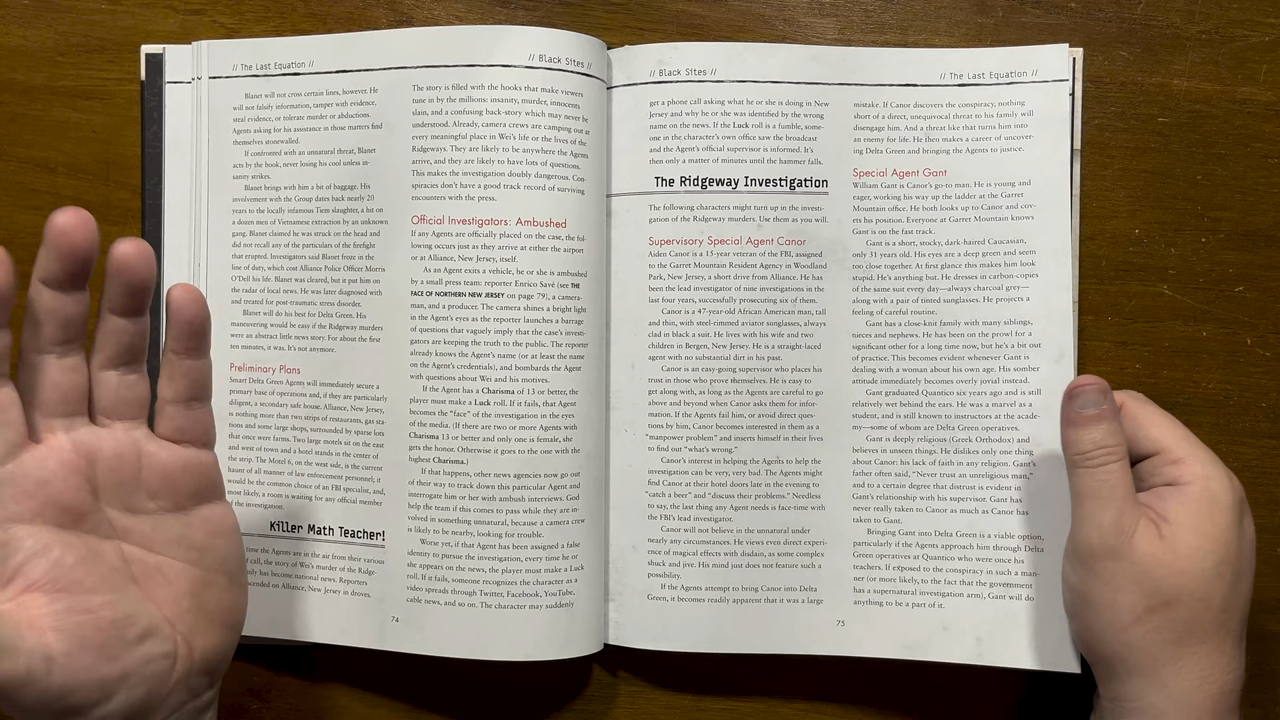 // The Last Equation //
// Black Sites //
Blanet will not cross certain lines, however. He
will not falsify information, tamper with evidence,
steal evidence, or tolerate murder or abductions.
Agents asking for his assistance in those matters find
themselves stonewalled.
If confronted with an unnatural threat, Blanet
acts by the book, never losing his cool unless in-
sanity strikes.
Blanet brings with him a bit of baggage. His
involvement with the Group dates back nearly 20
years to the locally infamous Tiem slaughter, a hit on
a dozen men of Vietnamese extraction by an unknown
gang. Blanet claimed he was struck on the head and
did not recall any of the particulars of the firefight
that erupted. Investigators said Blanet froze in the
line of duty, which cost Alliance Police Officer Morris
O'Dell his life. Blanet was cleared, but it put him on
the radar of local news. He was later diagnosed with
and treated for post-traumatic stress disorder.
Blanet will do his best for Delta Green. His
maneuvering would be easy if the Ridgeway murders
were an abstract little news story. For about the first
ten minutes, it was. It's not anymore.
Preliminary Plans
Smart Delta Green Agents will immediately secure a
primary base of operations and, if they are particularly
diligent, a secondary safe house. Alliance, New Jersey,
is nothing more than two strips of restaurants, gas sta-
tions and some large shops, surrounded by sparse lots
that once were farms. Two large motels sit on the east
and west of town and a hotel stands in the center of
the strip. The Motel 6, on the west side, is the current
haunt of all manner of law enforcement personnel; it
would be the common choice of an FBI specialist, and,
most likely, a room is waiting for any official member
of the investigation.
Killer Math Teacher!
time the Agents are in the air from their various
call, the story of Wei's murder of the Ridge-
ily has become national news. Reporters
scended on Alliance, New Jersey in droves.
The story is filled with the hooks that make viewers
tune in by the millions: insanity, murder, innocents
slain, and a confusing back-story which may never be
understood. Already, camera crews are camping out at
every meaningful place in Wei's life or the lives of the
Ridgeways. They are likely to be anywhere the Agents
arrive, and they are likely to have lots of questions.
This makes the investigation doubly dangerous. Con-
spiracies don't have a good track record of surviving
encounters with the press.
Official Investigators: Ambushed
If any Agents are officially placed on the case, the fol-
lowing occurs just as they arrive at either the airport
or at Alliance, New Jersey, itself.
As an Agent exits a vehicle, he or she is ambushed
by a small press team: reporter Enrico Savé (see THE
FACE OF NORTHERN NEW JERSEY on page 79), a camera-
man, and a producer. The camera shines a bright light
in the Agent's eyes as the reporter launches a barrage
of questions that vaguely imply that the case's investi-
gators are keeping the truth to the public. The reporter
already knows the Agent's name (or at least the name
on the Agent's credentials), and bombards the Agent
with questions about Wei and his motives.
If the Agent has a Charisma of 13 or better, the
player must make a Luck roll. If it fails, that Agent
becomes the "face" of the investigation in the eyes
of the media. (If there are two or more Agents with
Charisma 13 or better and only one is female, she
gets the honor. Otherwise it goes to the one with the
highest Charisma.)
If that happens, other news agencies now go out
of their way to track down this particular Agent and
interrogate him or her with ambush interviews. God
help the team if this comes to pass while they are in-
volved in something unnatural, because a camera crew
is likely to be nearby, looking for trouble.
Worse yet, if that Agent has been assigned a false
identity to pursue the investigation, every time he or
she appears on the news, the player must make a Luck
roll. If it fails, someone recognizes the character as a
video spreads through Twitter, Facebook, YouTube,
cable news, and so on. The character may suddenly
74
// Black Sites //
// The Last Equation //
get a phone call asking what he or she is doing in New
Jersey and why he or she was identified by the wrong
name on the news. If the Luck roll is a fumble, some-
one in the character's own office saw the broadcast
and the Agent's official supervisor is informed. It's
then only a matter of minutes until the hammer falls.
The Ridgeway Investigation
The following characters might turn up in the investi-
gation of the Ridgeway murders. Use them as you will.
Supervisory Special Agent Canor
Aiden Canor is a 15-year veteran of the FBI, assigned
to the Garret Mountain Resident Agency in Woodland
Park, New Jersey, a short drive from Alliance. He has
been the lead investigator of nine investigations in the
last four years, successfully prosecuting six of them.
Canor is a 47-year-old African American man, tall
and thin, with steel-rimmed aviator sunglasses, always
clad in a black suit. He lives with his wife and two
children in Bergen, New Jersey. He is a straight-laced
agent with no substantial dirt in his past.
Canor is an easy-going supervisor who places his
trust in those who prove themselves. He is easy to
get along with, as long as the Agents are careful to go
above and beyond when Canor asks them for infor-
mation. If the Agents fail him, or avoid direct ques-
tions by him, Canor becomes interested in them as a
"manpower problem" and inserts himself in their lives
to find out "what's wrong."
Canor's interest in helping the Agents to help the
investigation can be very, very bad. The Agents might
find Canor at their hotel doors late in the evening to
"catch a beer" and "discuss their problems." Needless
to say, the last thing any Agent needs is face-time with
the FBI's lead investigator.
Canor will not believe in the unnatural under
nearly any circumstances. He views even direct experi-
ence of magical effects with disdain, as some complex
shuck and jive. His mind just does not feature such a
possibility.
If the Agents attempt to bring Canor into Delta
Green, it becomes readily apparent that it was a large
mistake. If Canor discovers the conspiracy, nothing
short of a direct, unequivocal threat to his family will
disengage him. And a threat like that turns him into
an enemy for life. He then makes a career of uncover-
ing Delta Green and bringing the Agents to justice.
Special Agent Gant
William Gant is Canor's go-to man. He is young and
eager, working his way up the ladder at the Garret
Mountain office. He both looks up to Canor and cov-
ets his position. Everyone at Garret Mountain knows
Gant is on the fast track.
Gant is a short, stocky, dark-haired Caucasian,
only 31 years old. His eyes are a deep green and seem
too close together. At first glance this makes him look
stupid. He's anything but. He dresses in carbon-copies
of the same suit every day—always charcoal grey—
along with a pair of tinted sunglasses. He projects a
feeling of careful routine.
Gant has a close-knit family with many siblings,
nieces and nephews. He has been on the prowl for a
significant other for a long time now, but he's a bit out
of practice. This becomes evident whenever Gant is
dealing with a woman about his own age. His somber
attitude immediately becomes overly jovial instead.
Gant graduated Quantico six years ago and is still
relatively wet behind the ears. He was a marvel as a
student, and is still known to instructors at the acade-
my—some of whom are Delta Green operatives.
Gant is deeply religious (Greek Orthodox) and
believes in unseen things. He dislikes only one thing
about Canor: his lack of faith in any religion. Gant's
father often said, "Never trust an unreligious man,"
and to a certain degree that distrust is evident in
Gant's relationship with his supervisor. Gant has
never really taken to Canor as much as Canor has
taken to Gant.
Bringing Gant into Delta Green is a viable option,
particularly if the Agents approach him through Delta
Green operatives at Quantico who were once his
teachers. If exposed to the conspiracy in such a man-
ner (or more likely, to the fact that the government
has a supernatural investigation arm), Gant will do
anything to be a part of it.
75